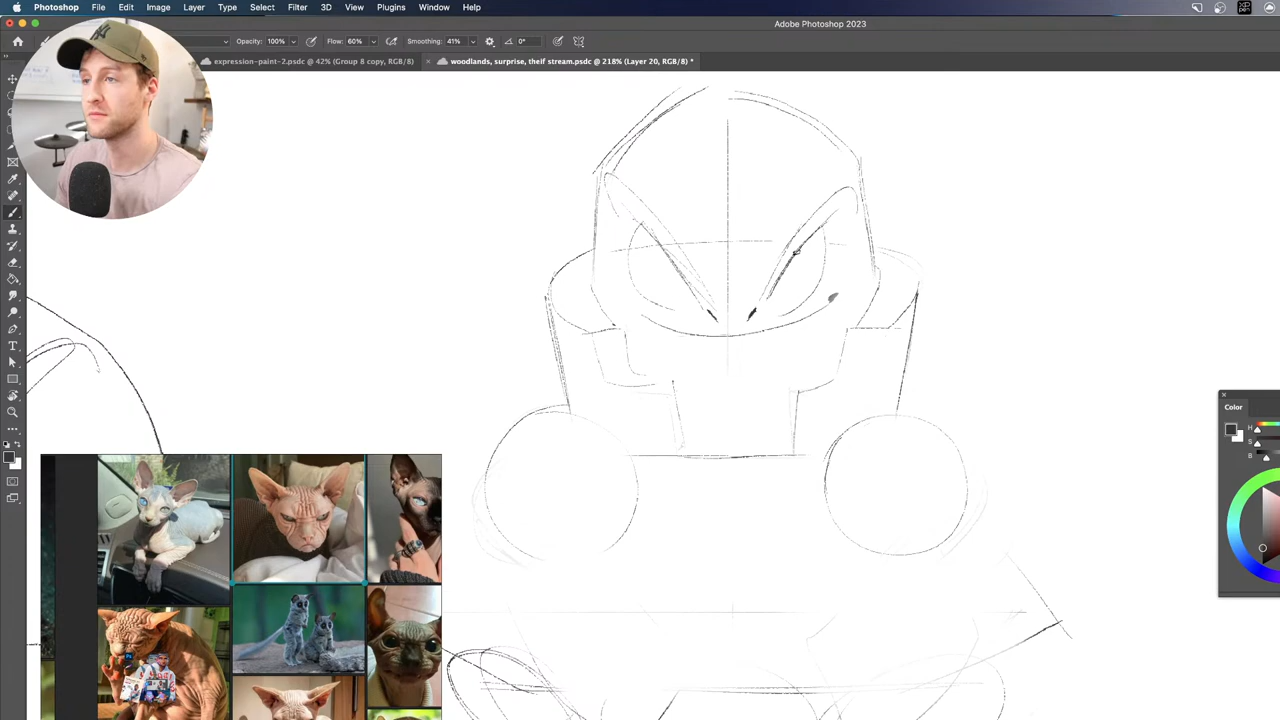 Photoshop File Edit Image Layer Type Select Filter 3D View Plugins Window Help
Adobe Photoshop 2023
Opacity: 100% Flow: 60% Smoothing: 41% 0°
expression-paint-2.psdc @ 42% (Group 8 copy, RGB/8) woodlands, surprise, theif stream.psdc @ 218% (Layer 20, RGB/8) *
Color
H
S
B
Ps